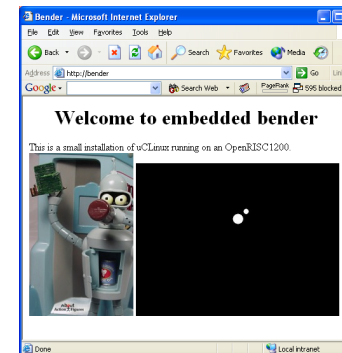 Bender - Microsoft Internet Explorer
File Edit View Favorites Tools Help
Back Search Favorites Media
Address http://bender Go Lin
Google Search Web PageRank 595 blocked
Welcome to embedded bender
This is a small installation of uCLinux running on an OpenRISC1200.
Done Local intranet